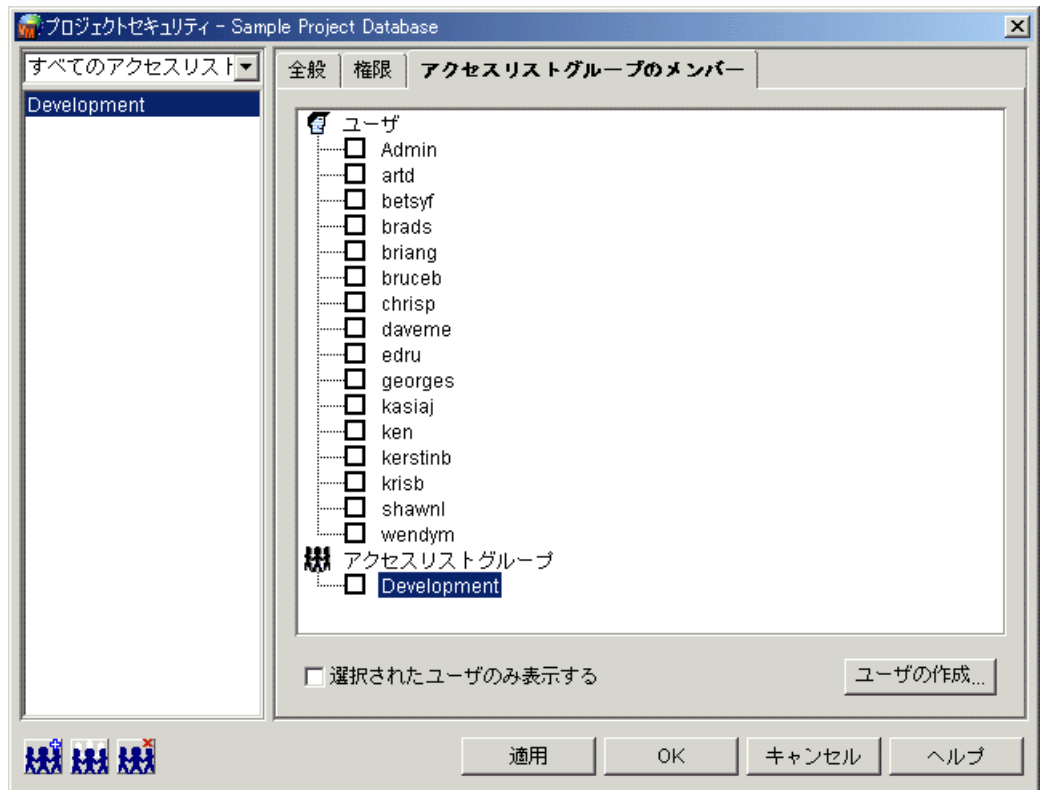 プロジェクトセキュリティ - Sample Project Database
すべてのアクセスリスト
Development
全般
権限
アクセスリストグループのメンバー
ユーザ
Admin
artd
betsyf
brads
briang
bruceb
chrisp
daveme
edru
georges
kasiaj
ken
kerstinb
krisb
shawnl
wendym
アクセスリストグループ
Development
選択されたユーザのみ表示する
ユーザの作成...
適用
OK
キャンセル
ヘルプ